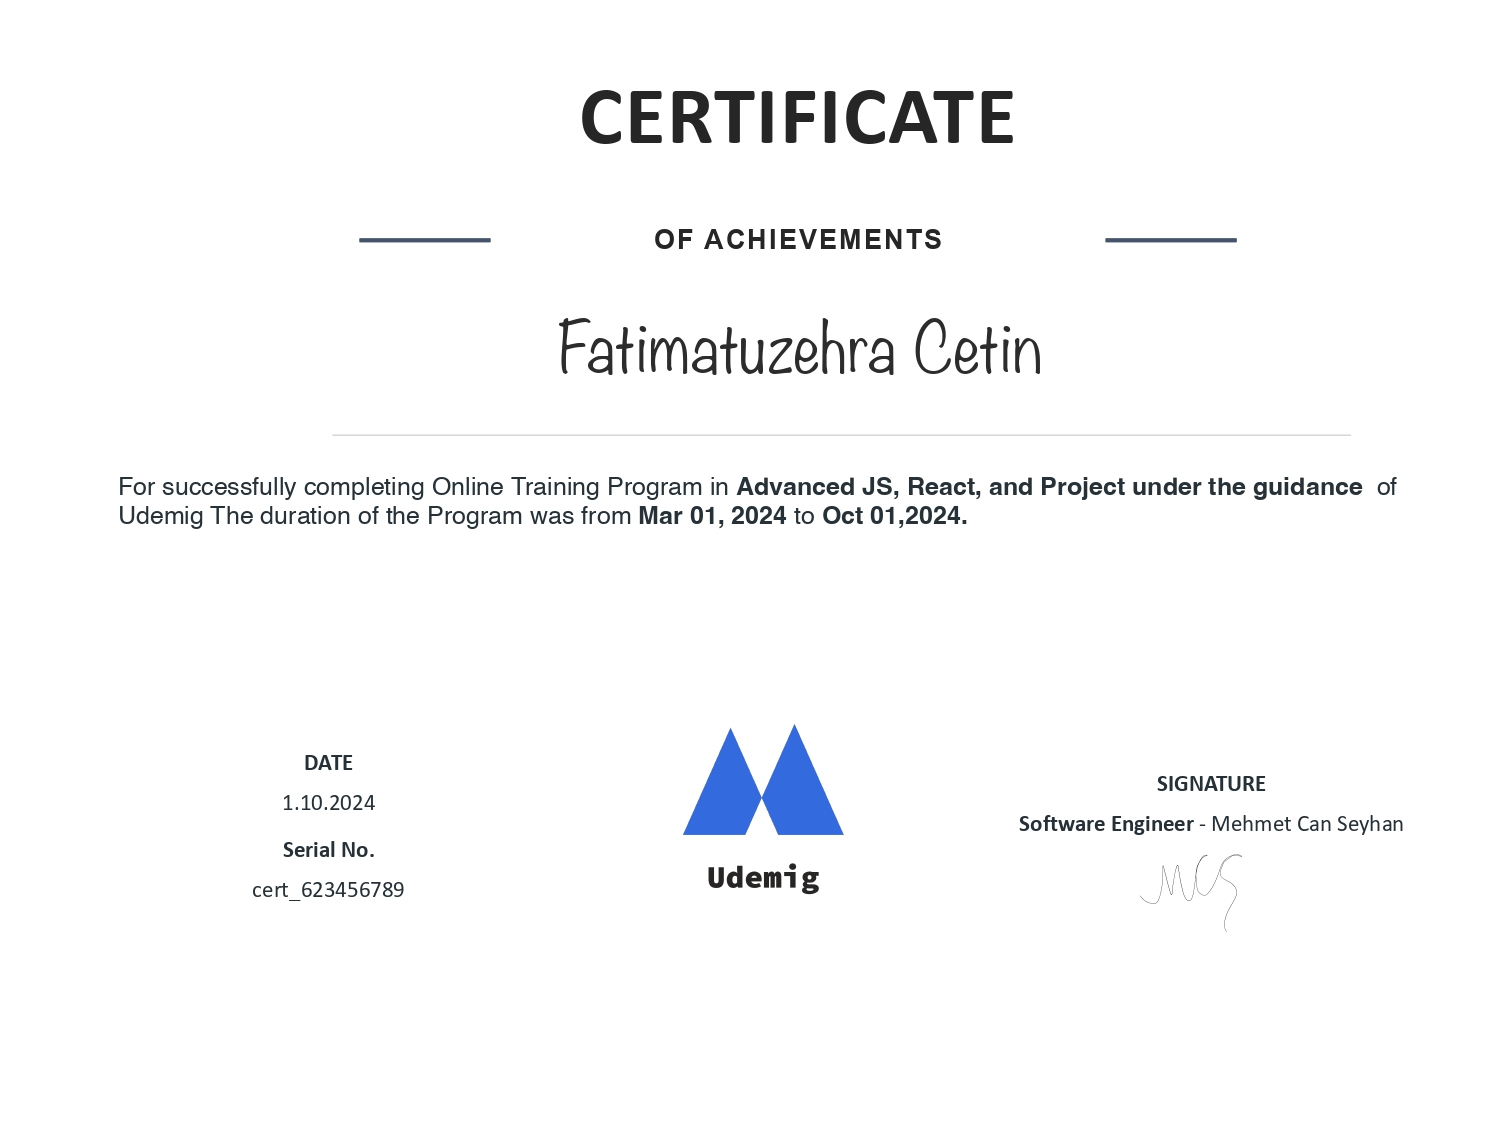 CERTIFICATE
OF ACHIEVEMENTS
Fatimatuzehra Cetin
For successfully completing Online Training Program in Advanced JS, React, and Project under the guidance of
Udemig The duration of the Program was from Mar 01, 2024 to Oct 01,2024.
DATE
1.10.2024
Serial No.
cert_623456789
Udemig
SIGNATURE
Software Engineer - Mehmet Can Seyhan
MCS